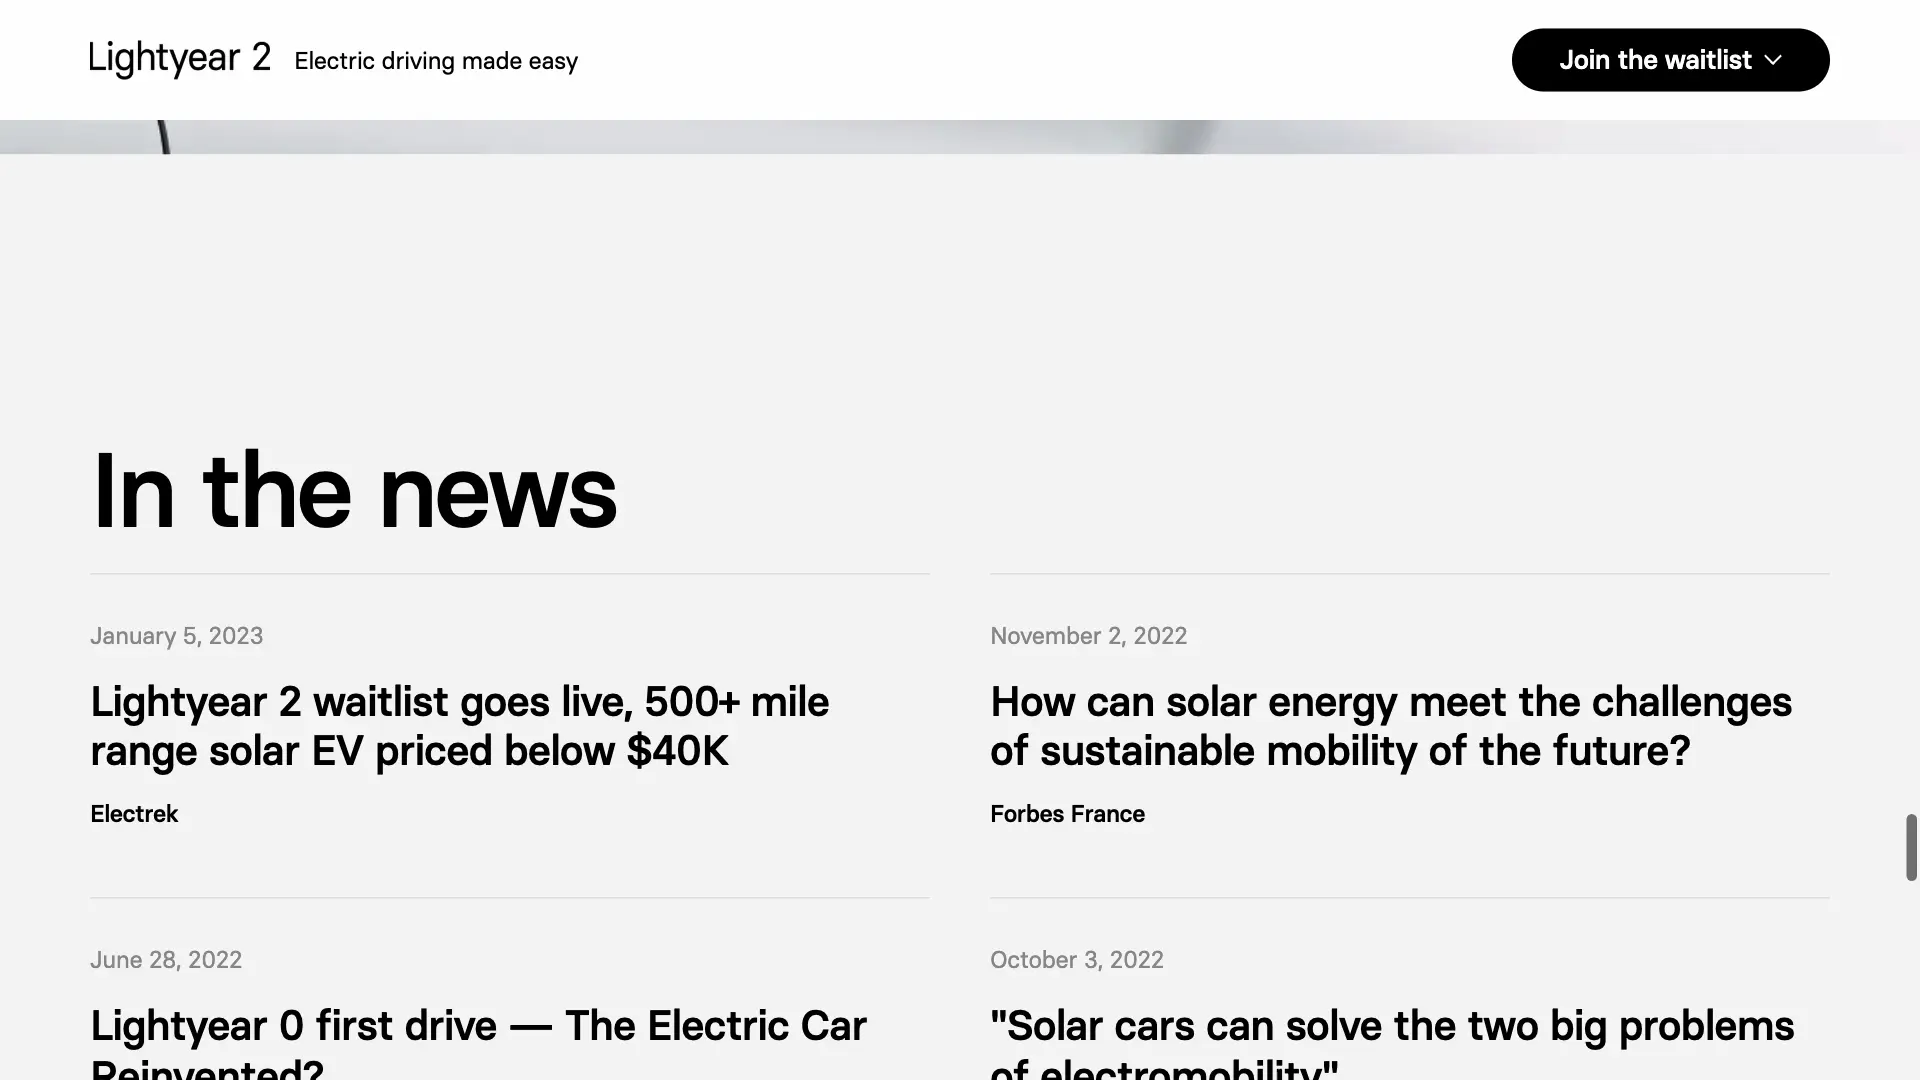 Lightyear 2 Electric driving made easy
Join the waitlist
In the news
January 5, 2023
Lightyear 2 waitlist goes live, 500+ mile
range solar EV priced below $40K
Electrek
November 2, 2022
How can solar energy meet the challenges
of sustainable mobility of the future?
Forbes France
June 28, 2022
Lightyear 0 first drive — The Electric Car
Reinvented?
October 3, 2022
"Solar cars can solve the two big problems
of electromobility"